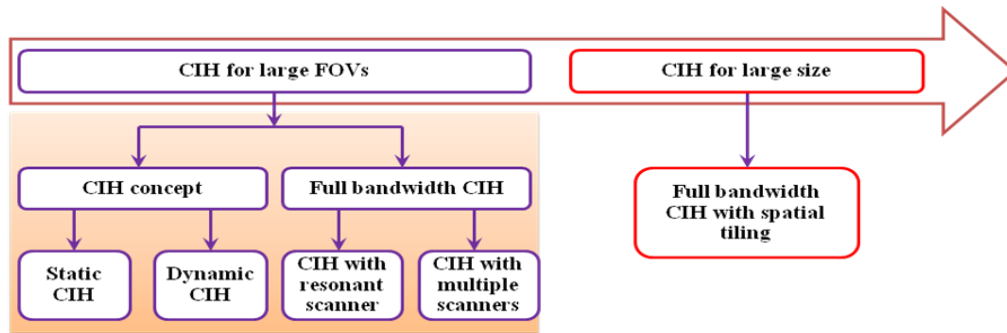 CIH for large FOVs
CIH for large size
CIH concept
Full bandwidth CIH
Full bandwidth
CIH with spatial
tiling
Static
CIH
Dynamic
CIH
CIH with
resonant
scanner
CIH with
multiple
scanners